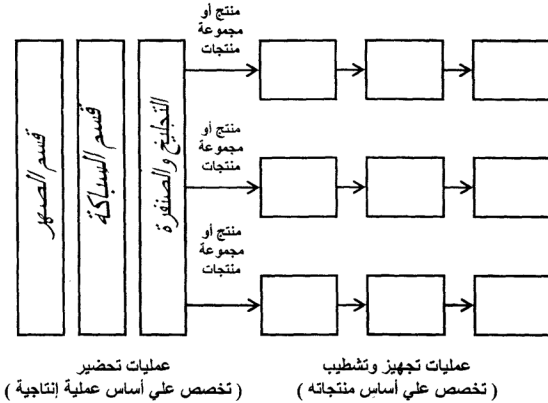 منتج أو
مجموعة
منتجات
منتج أو
مجموعة
منتجات
منتج أو
مجموعة
منتجات
قسم الصهر
قسم السباكة
التجليخ والصنفرة
عمليات تجهيز وتشطيب
( تخصص علي أساس منتجاته )
عمليات تحضير
( تخصص علي أساس عملية إنتاجية )